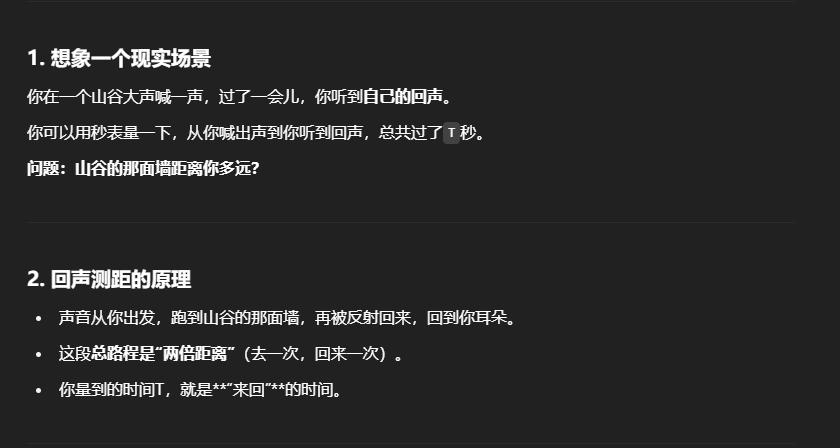 1. 想象一个现实场景
你在一个山谷大声喊一声，过了一会儿，你听到自己的回声。
你可以用秒表量一下，从你喊出声到你听到回声，总共过了 T 秒。
问题：山谷的那面墙距离你多远？
2. 回声测距的原理
• 声音从你出发，跑到山谷的那面墙，再被反射回来，回到你耳朵。
• 这段总路程是“两倍距离”（去一次，回来一次）。
• 你量到的时间T，就是**“来回”**的时间。